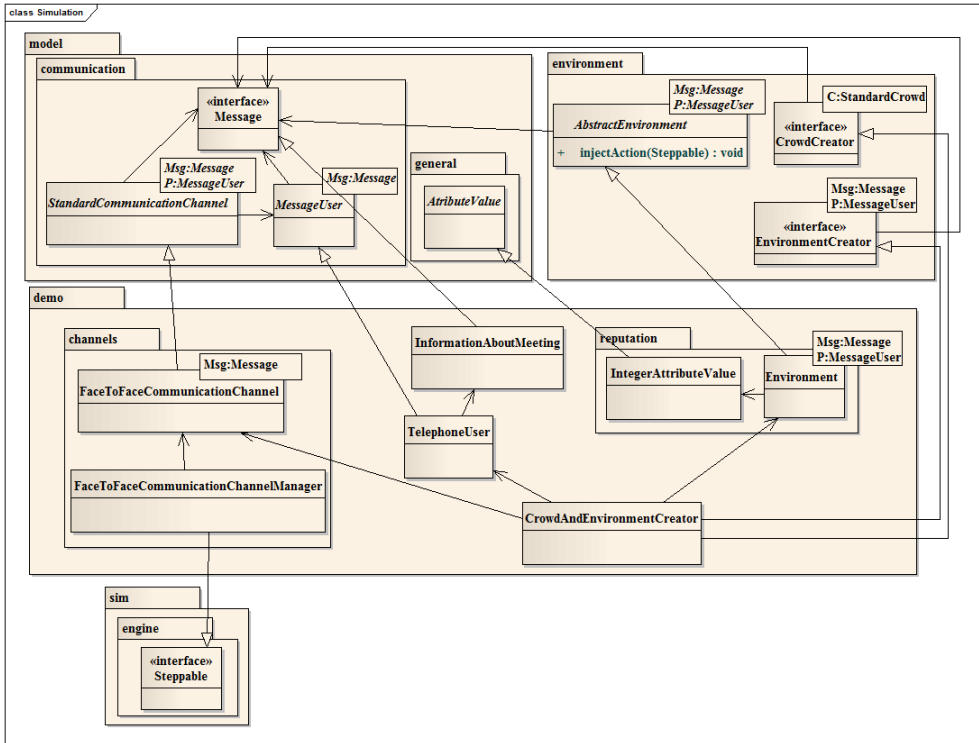 class Simulation
model
communication
«interface»
Message
Msg:Message
P:MessageUser
StandardCommunicationChannel
Msg:Message
MessageUser
general
AtributeValue
environment
Msg:Message
P:MessageUser
AbstractEnvironment
+ injectAction(Steppable) : void
C:StandardCrowd
«interface»
CrowdCreator
Msg:Message
P:MessageUser
«interface»
EnvironmentCreator
demo
channels
Msg:Message
FaceToFaceCommunicationChannel
FaceToFaceCommunicationChannelManager
InformationAboutMeeting
TelephoneUser
reputation
IntegerAttributeValue
Msg:Message
P:MessageUser
Environment
CrowdAndEnvironmentCreator
sim
engine
«interface»
Steppable